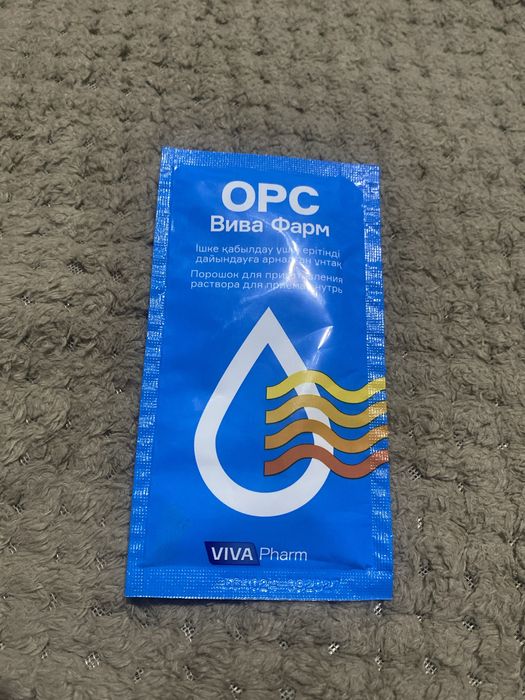 ОРС
Вива Фарм
Ішке қабылдау үшін ерітінді
дайындауға арналған ұнтақ
Порошок для приготовления
раствора для приема внутрь
VIVA Pharm